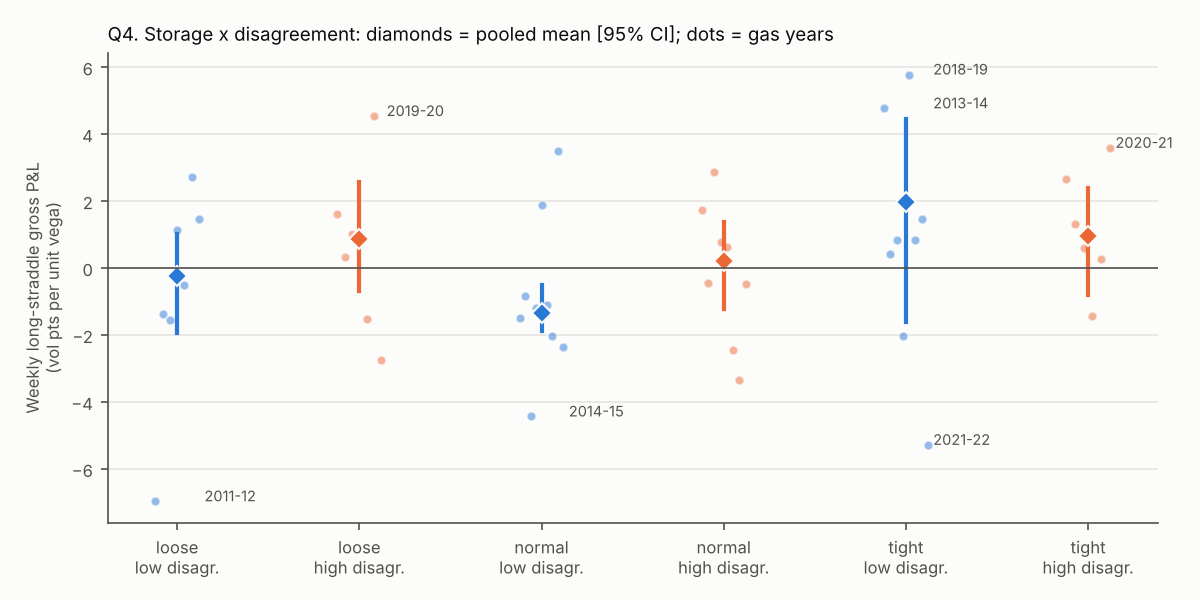 Q4. Storage x disagreement: diamonds = pooled mean [95% CI]; dots = gas years
Weekly long-straddle gross P&L
(vol pts per unit vega)
6
4
2
0
−2
−4
−6
2018-19
2013-14
2019-20
2020-21
2014-15
2021-22
2011-12
loose
low disagr.
loose
high disagr.
normal
low disagr.
normal
high disagr.
tight
low disagr.
tight
high disagr.